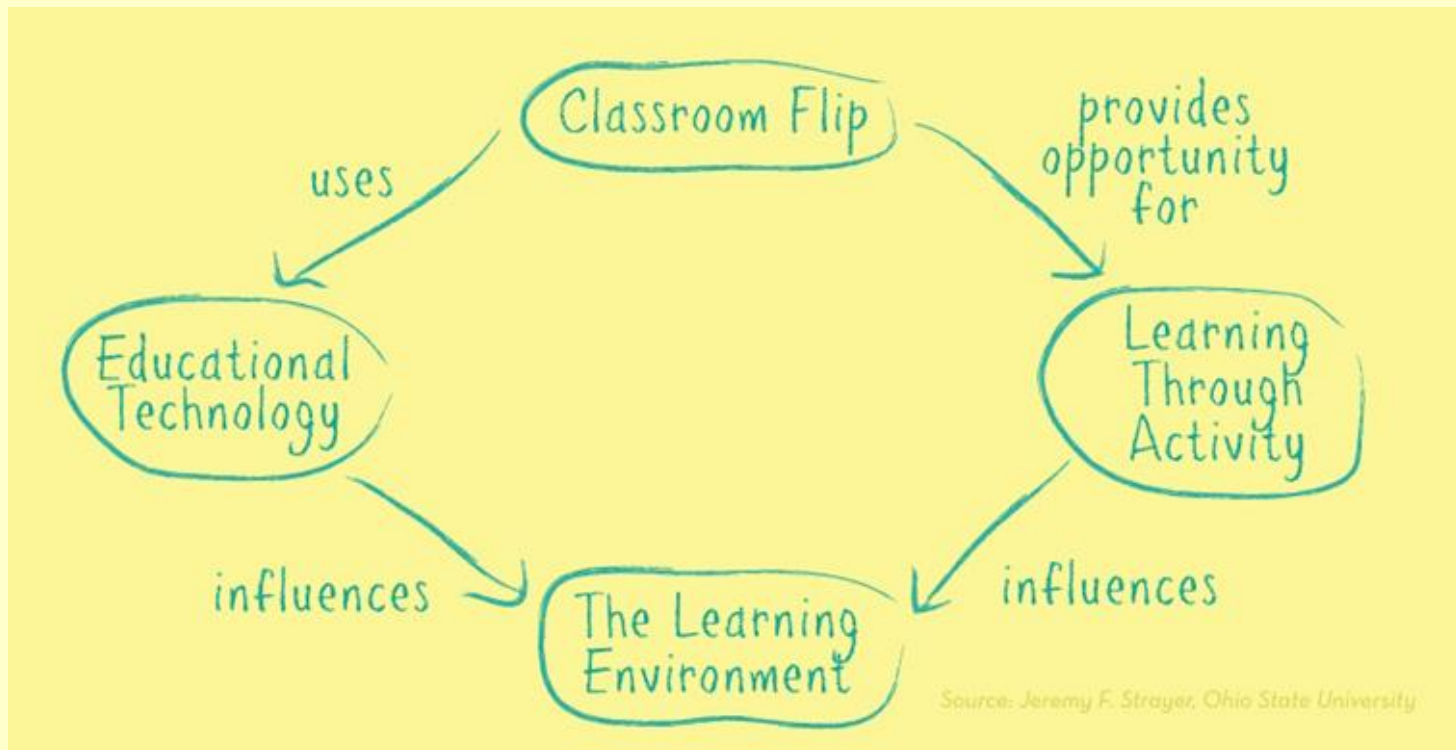 Classroom Flip
uses
provides
opportunity
for
Educational
Technology
Learning
Through
Activity
influences
influences
The Learning
Environment
Source: Jeremy F. Strayer, Ohio State University